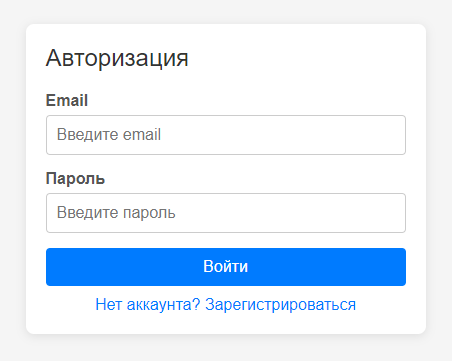 Авторизация
Email
Введите email
Пароль
Введите пароль
Войти
Нет аккаунта? Зарегистрироваться